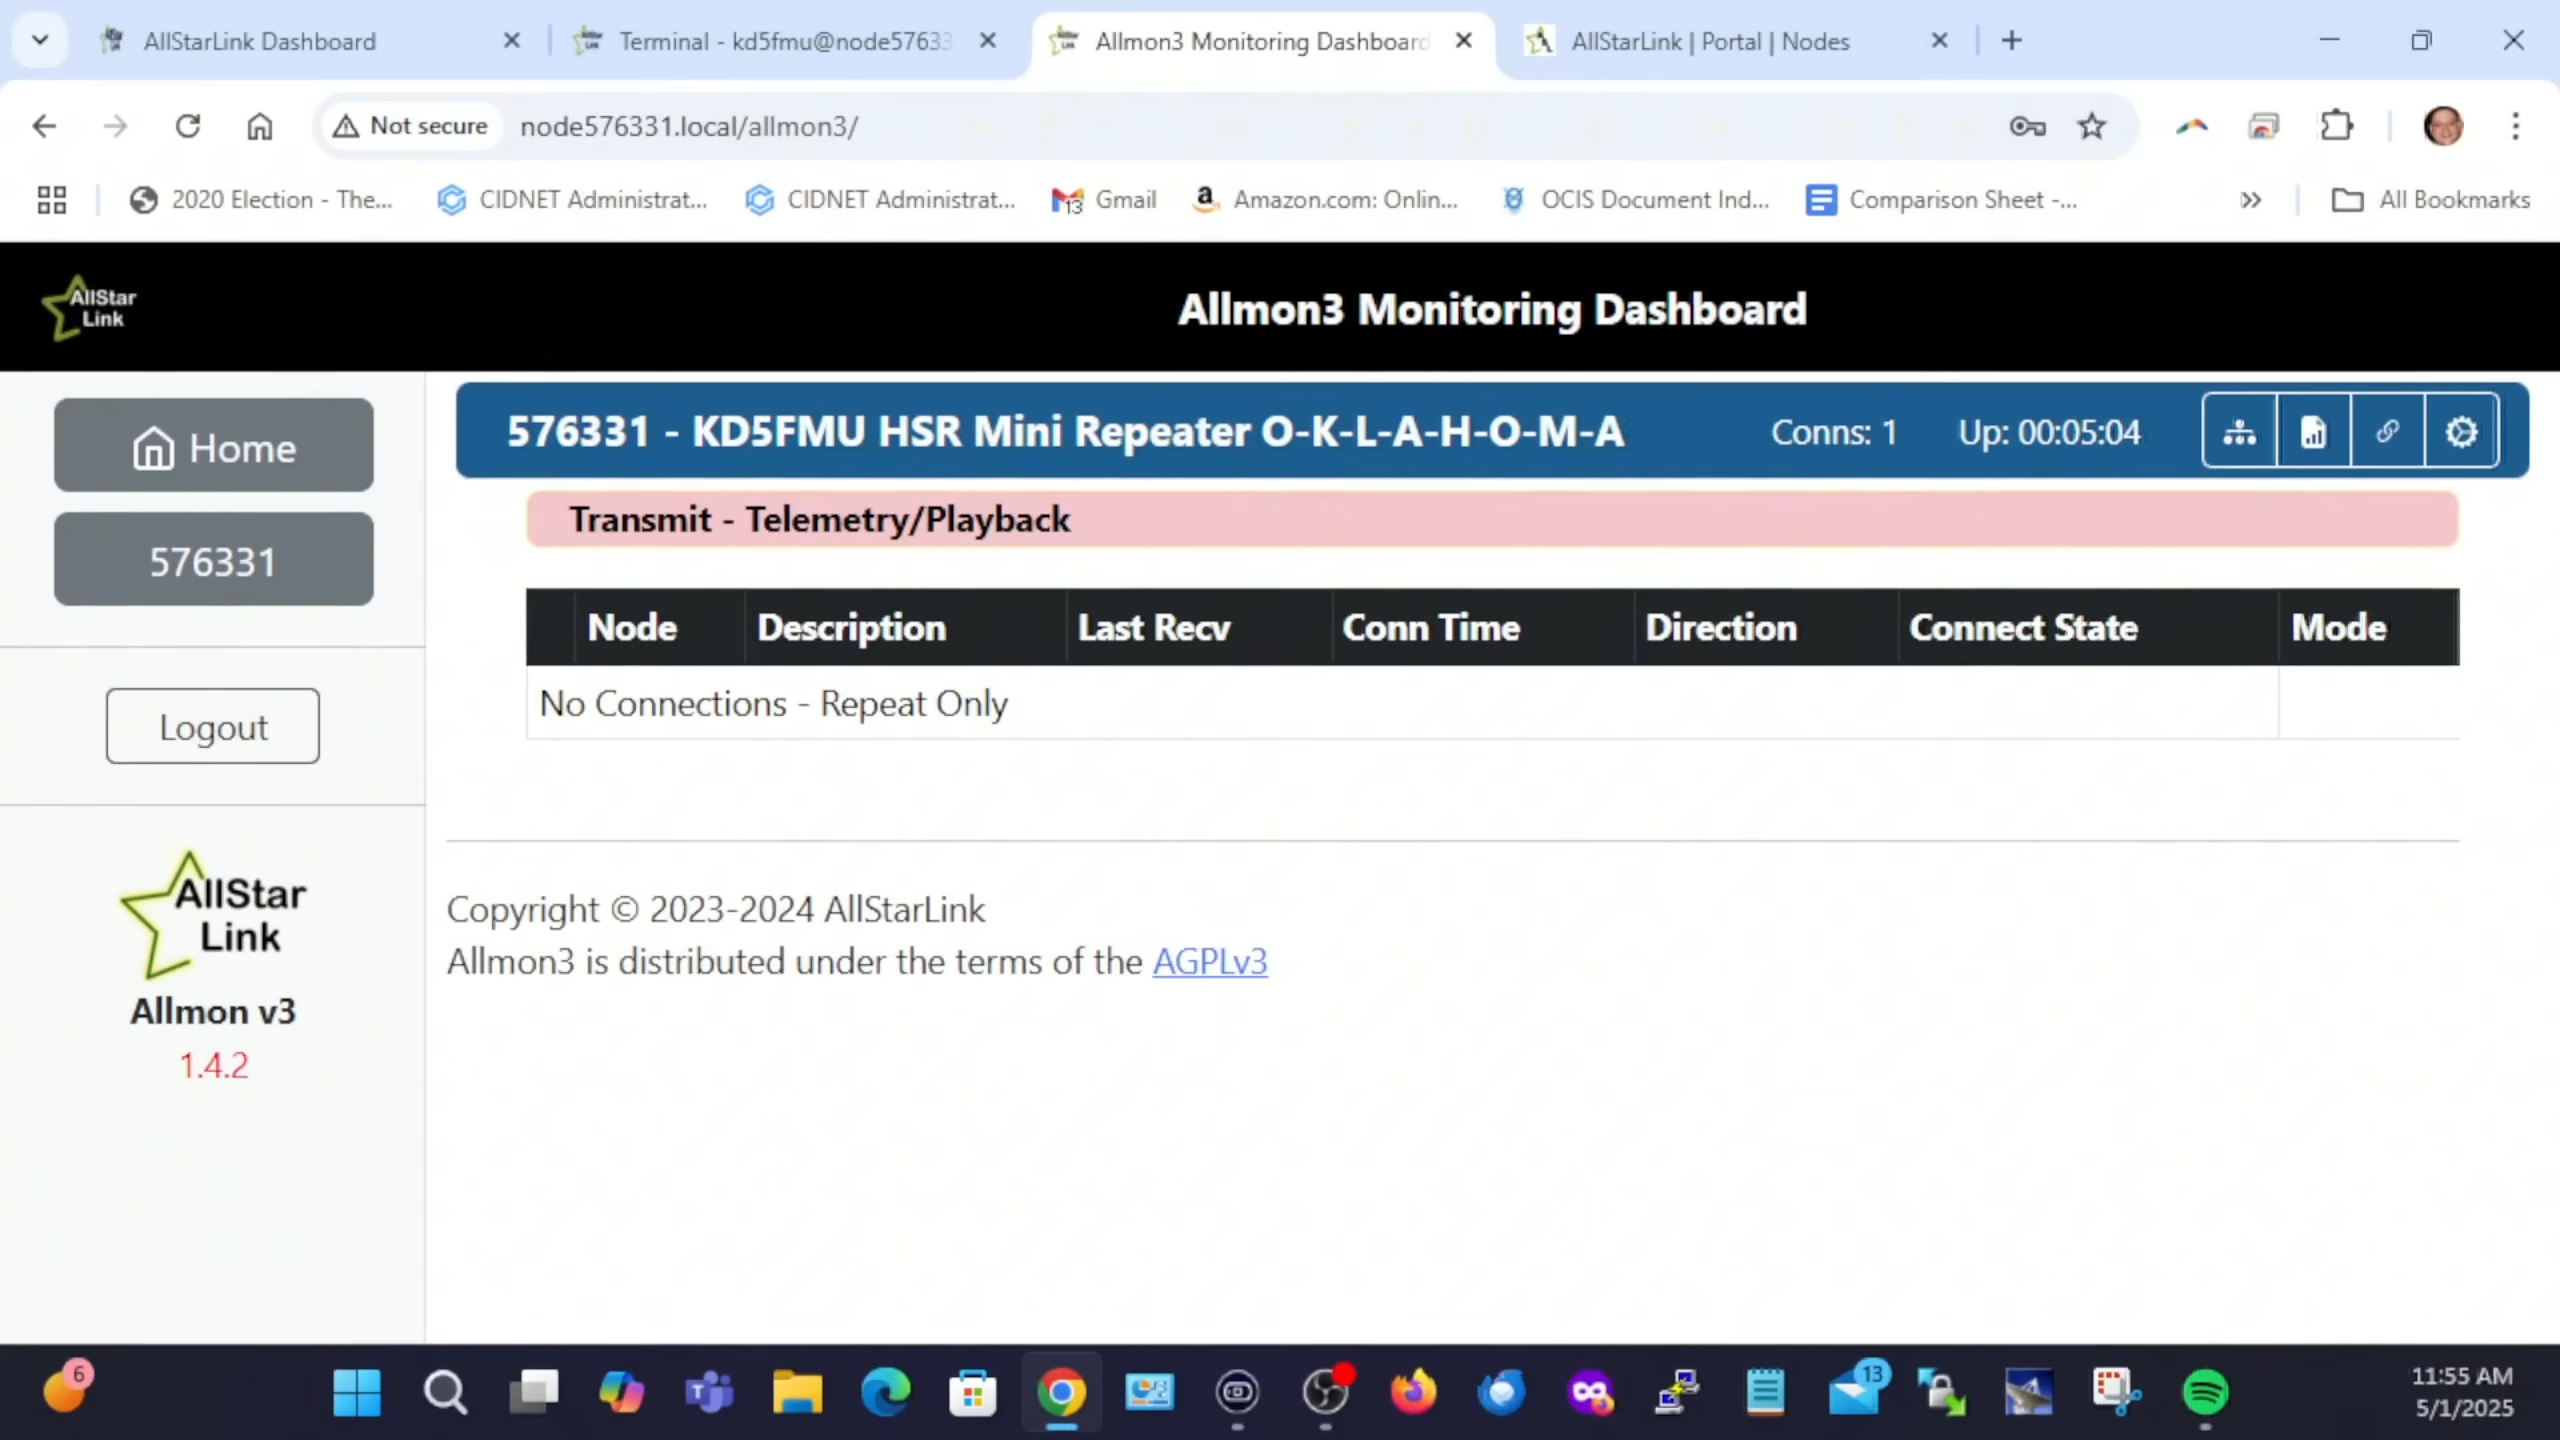 AllStarLink Dashboard
Terminal - kd5fmu@node57633
Allmon3 Monitoring Dashboard
AllStarLink | Portal | Nodes
Not secure
node576331.local/allmon3/
2020 Election - The...
CIDNET Administrat...
CIDNET Administrat...
13
Gmail
Amazon.com: Onlin...
OCIS Document Ind...
Comparison Sheet -...
All Bookmarks
AllStar
Link
Allmon3 Monitoring Dashboard
Home
576331
Logout
AllStar
Link
Allmon v3
1.4.2
576331 - KD5FMU HSR Mini Repeater O-K-L-A-H-O-M-A
Conns: 1
Up: 00:05:04
Transmit - Telemetry/Playback
Node Description Last Recv Conn Time Direction Connect State Mode
No Connections - Repeat Only
Copyright © 2023-2024 AllStarLink
Allmon3 is distributed under the terms of the AGPLv3
6
13
11:55 AM
5/1/2025